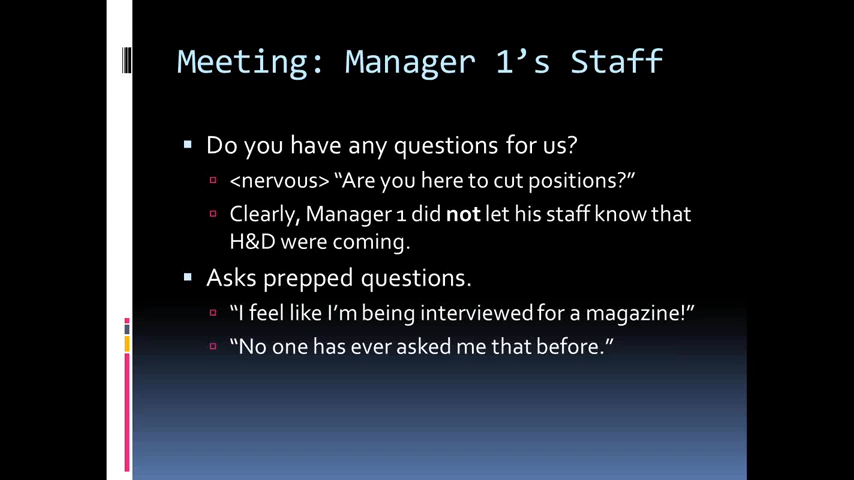 Meeting: Manager 1’s Staff
Do you have any questions for us?
<nervous> “Are you here to cut positions?”
Clearly, Manager 1 did not let his staff know that
H&D were coming.
Asks prepped questions.
“I feel like I’m being interviewed for a magazine!”
“No one has ever asked me that before.”